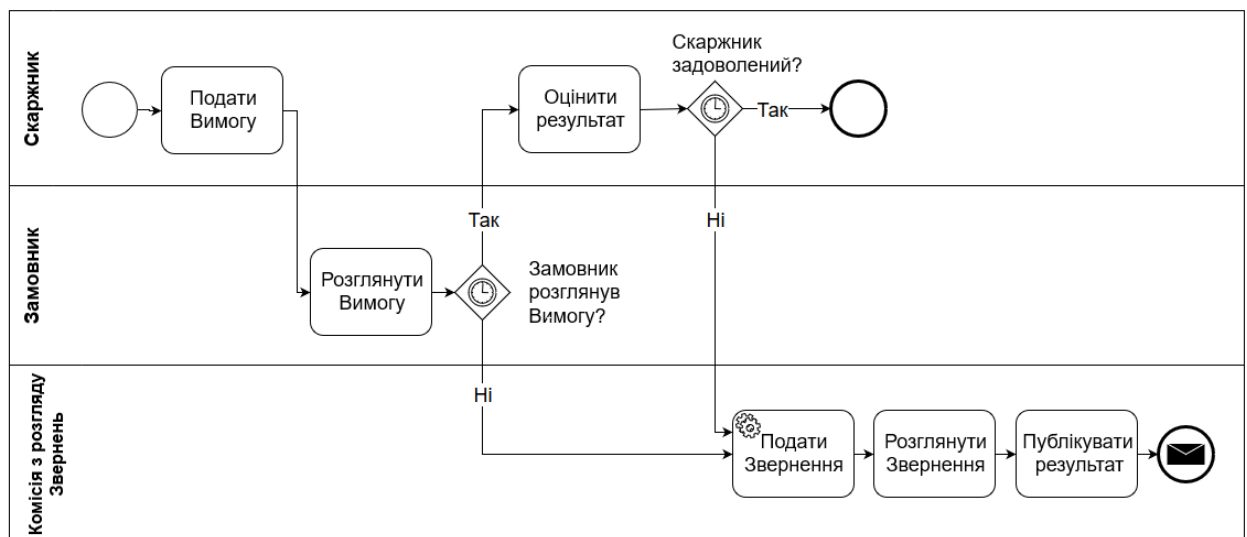 Скаржник
Подати
Вимогу
Оцінити
результат
Скаржник
задоволений?
Так
Замовник
Розглянути
Вимогу
Так
Замовник
розглянув
Вимогу?
Ні
Комісія з розгляду
Звернень
Ні
Подати
Звернення
Розглянути
Звернення
Публікувати
результат